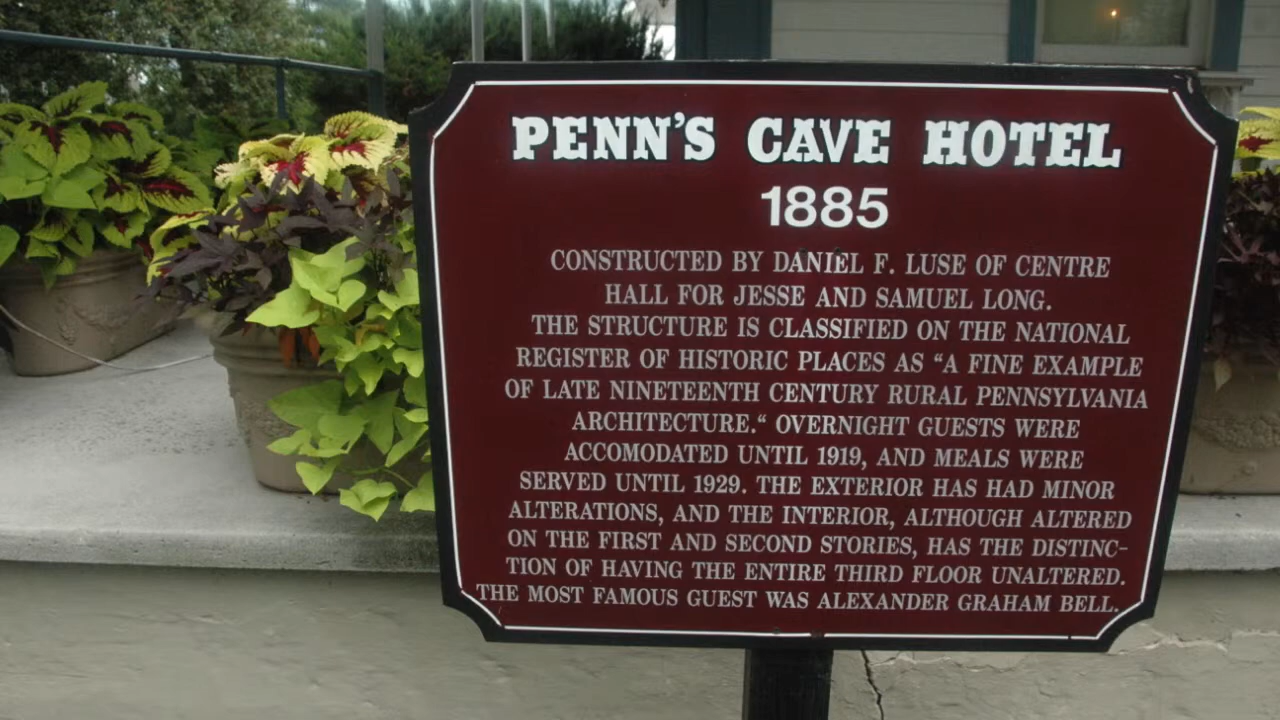 PENN'S CAVE HOTEL
1885
CONSTRUCTED BY DANIEL F. LUSE OF CENTRE
HALL FOR JESSE AND SAMUEL LONG.
THE STRUCTURE IS CLASSIFIED ON THE NATIONAL
REGISTER OF HISTORIC PLACES AS “A FINE EXAMPLE
OF LATE NINETEENTH CENTURY RURAL PENNSYLVANIA
ARCHITECTURE.“ OVERNIGHT GUESTS WERE
ACCOMODATED UNTIL 1919, AND MEALS WERE
SERVED UNTIL 1929. THE EXTERIOR HAS HAD MINOR
ALTERATIONS, AND THE INTERIOR, ALTHOUGH ALTERED
ON THE FIRST AND SECOND STORIES, HAS THE DISTINC-
TION OF HAVING THE ENTIRE THIRD FLOOR UNALTERED.
THE MOST FAMOUS GUEST WAS ALEXANDER GRAHAM BELL.